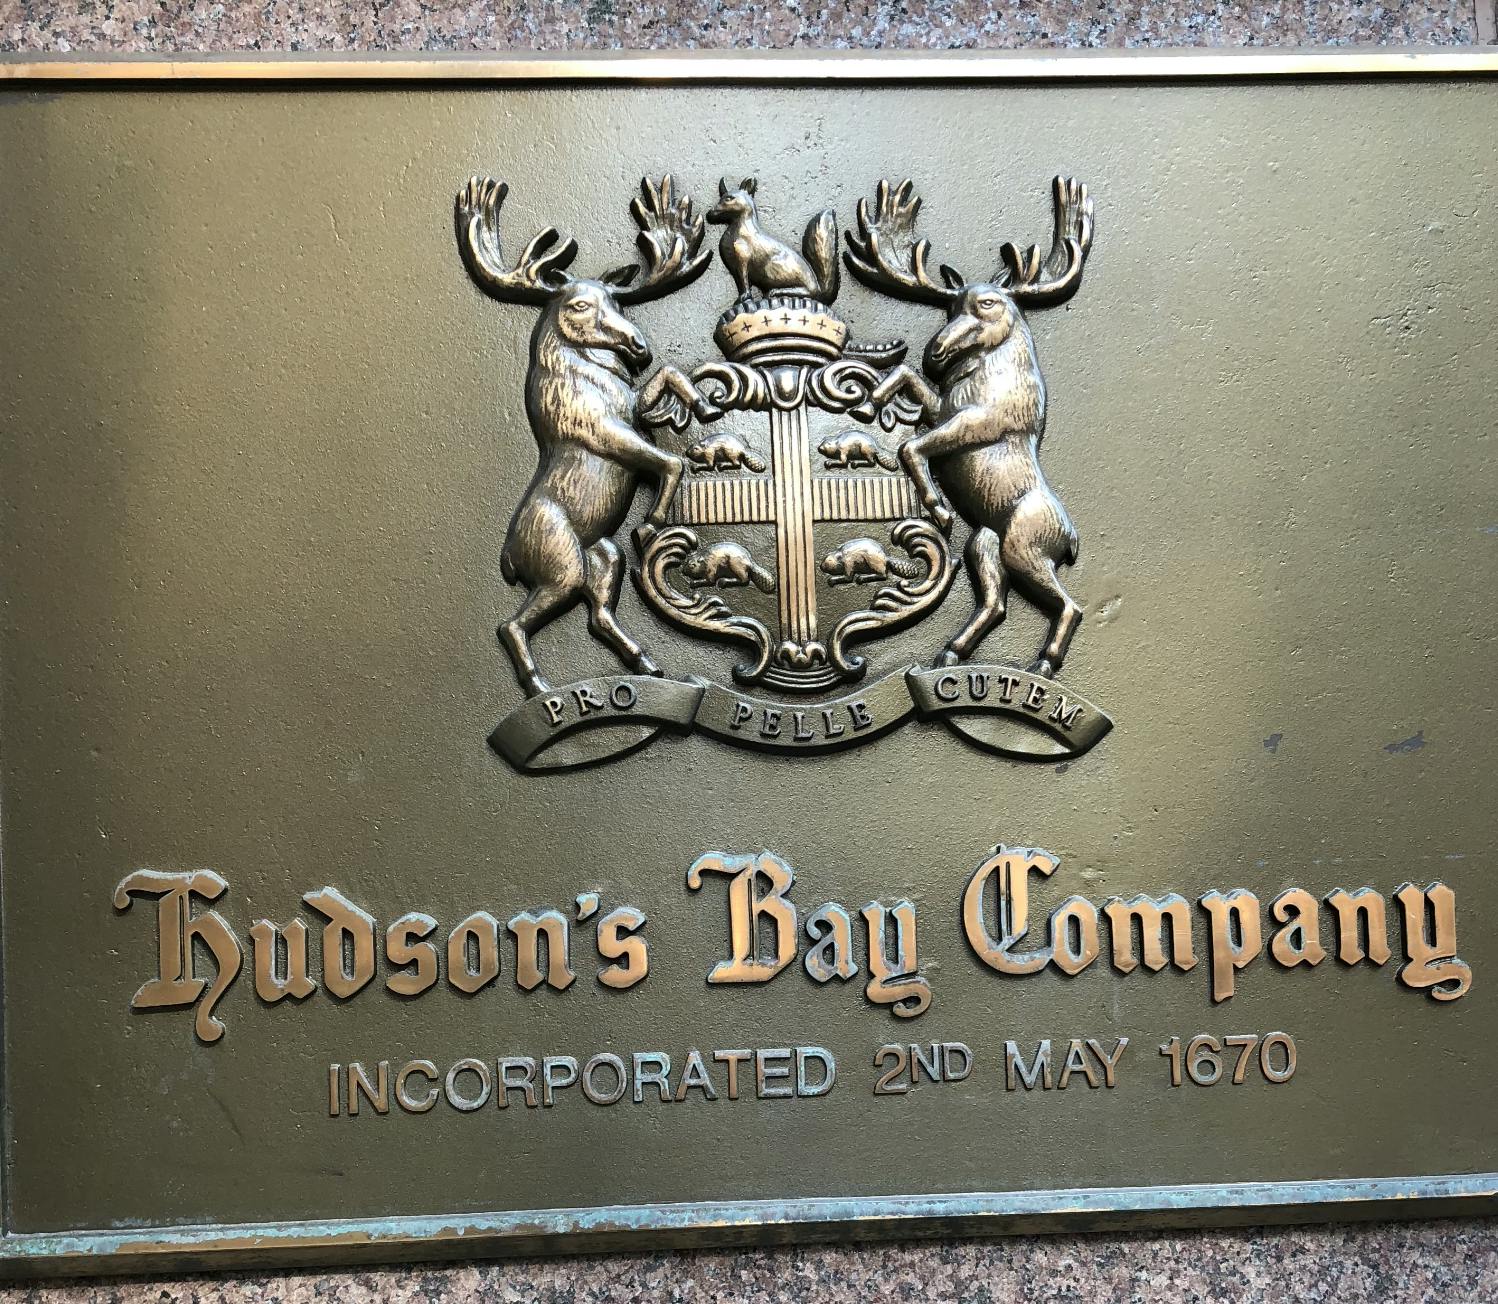 PRO PELLE CUTEM
Hudson's Bay Company
INCORPORATED 2ND MAY 1670